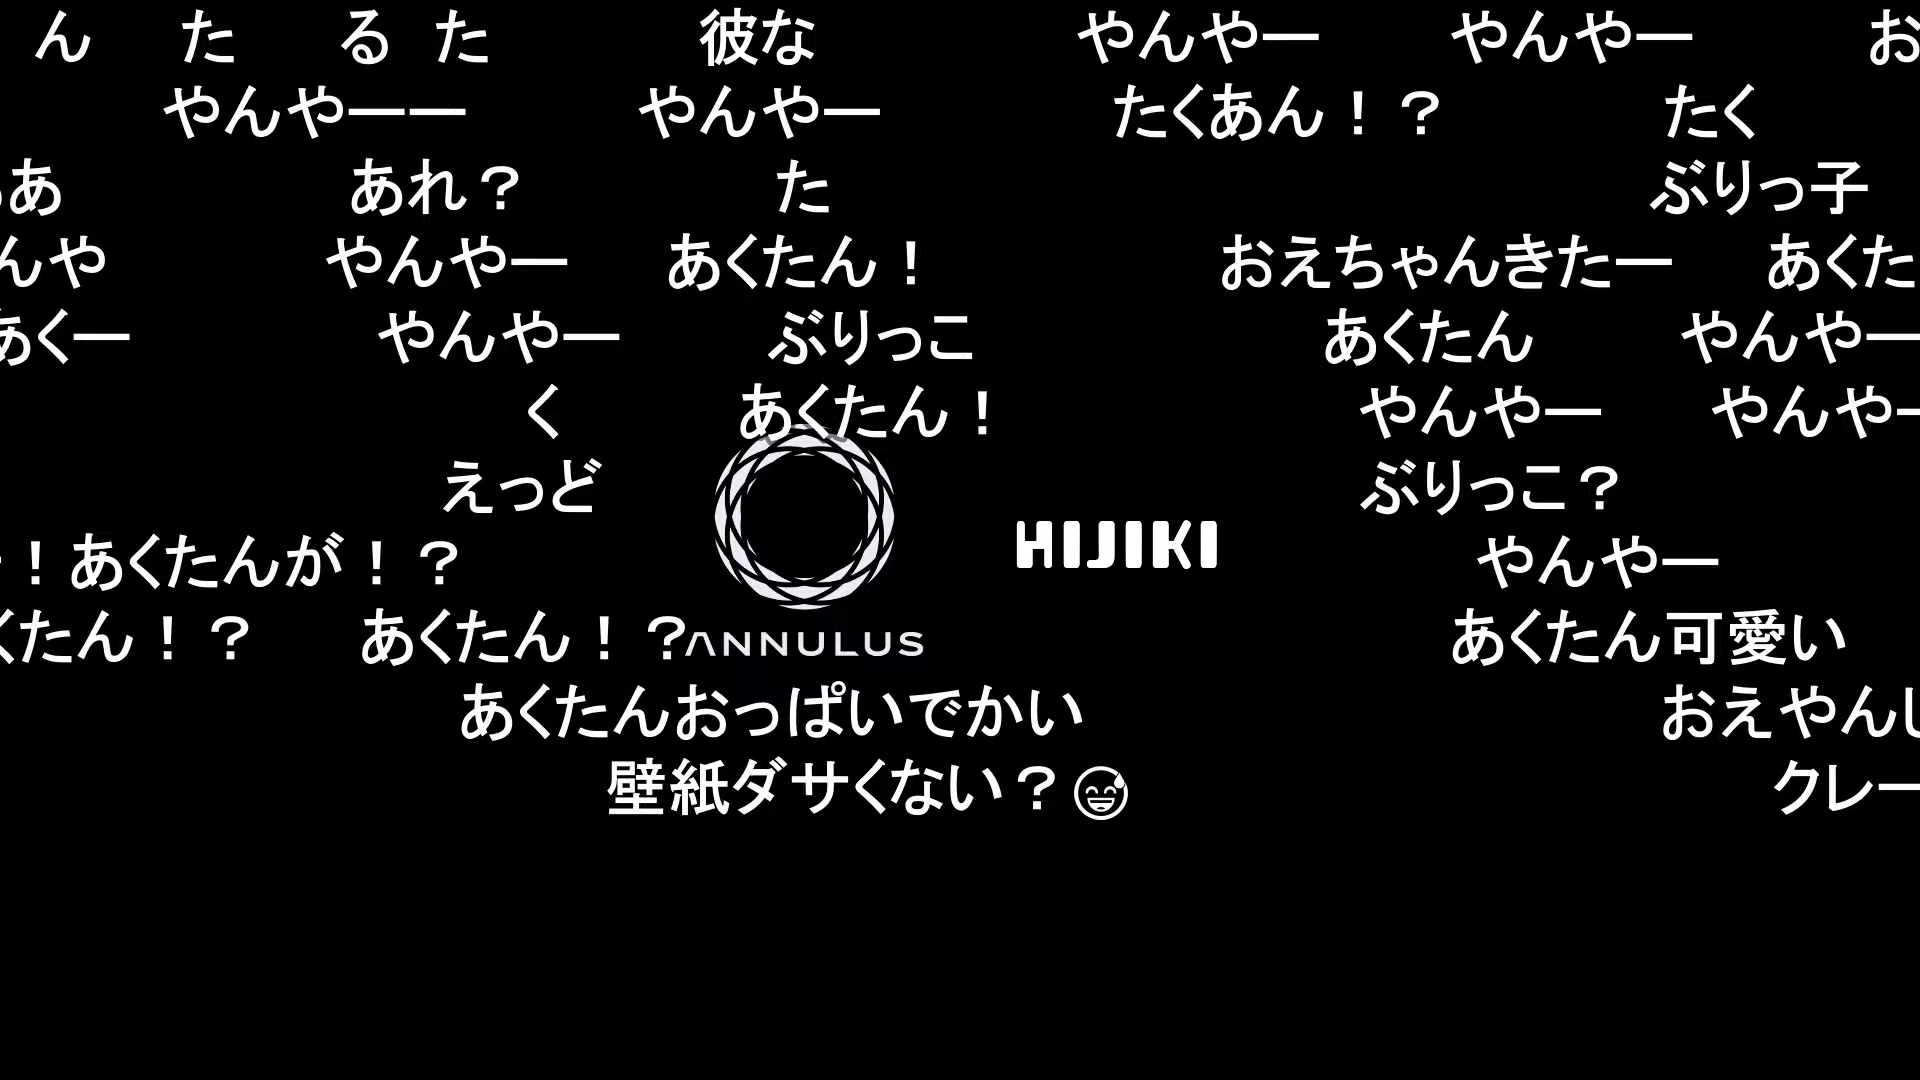 ん た る た 彼な やんやー やんやー お
やんやーー やんやー たくあん！？ たく
あ あれ？ た ぶりっ子
んや やんやー あくたん！ おえちゃんきたー あくた
あくー やんやー ぶりっこ あくたん やんやー
く あくたん！ やんやー やんやー
えっど ぶりっこ？
HIJIKI
！あくたんが！？ やんやー
くたん！？ あくたん！？ ANNULUS あくたん可愛い
あくたんおっぱいでかい おえやんし
壁紙ダサくない？😅 クレー